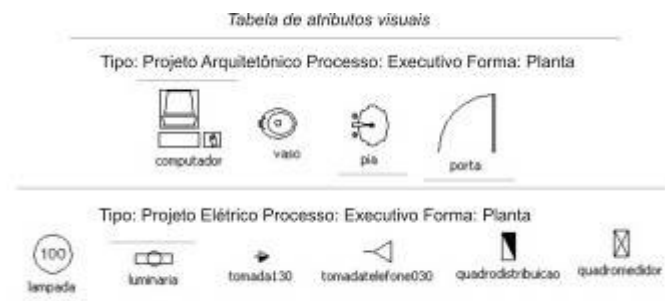 Tabela de atributos visuais
Tipo: Projeto Arquitetônico Processo: Executivo Forma: Planta
computador vaso pia porta
Tipo: Projeto Elétrico Processo: Executivo Forma: Planta
100
lampada luminaria tomada130 tomadatelefone030 quadrodistribuicao quadromedidor